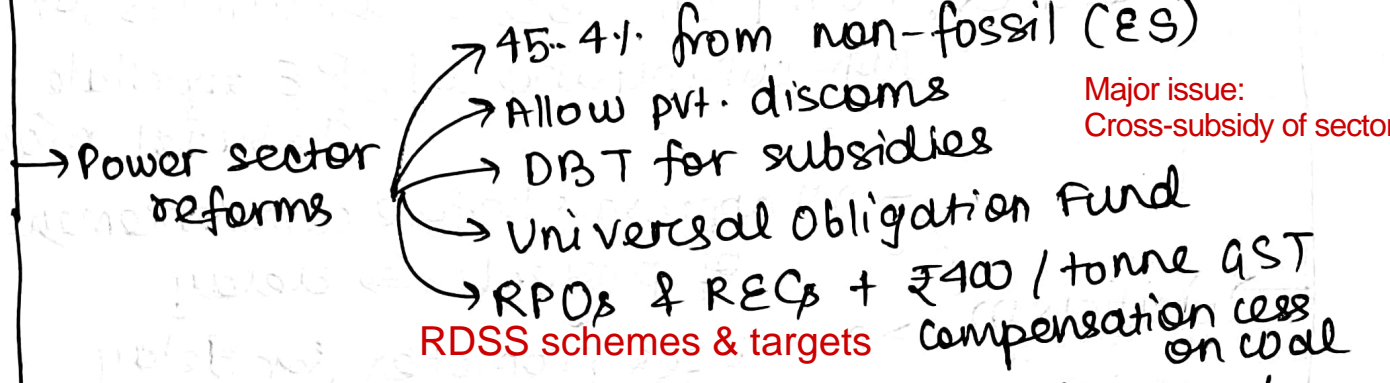 → 45.4% from non-fossil (ES)
→ Allow pvt. discoms
Major issue:
Cross-subsidy of sector
→ Power sector
reforms
→ DBT for subsidies
→ Universal Obligation Fund
→ RPOs & RECs + ₹400 / tonne GST
compensation cess
on coal
RDSS schemes & targets